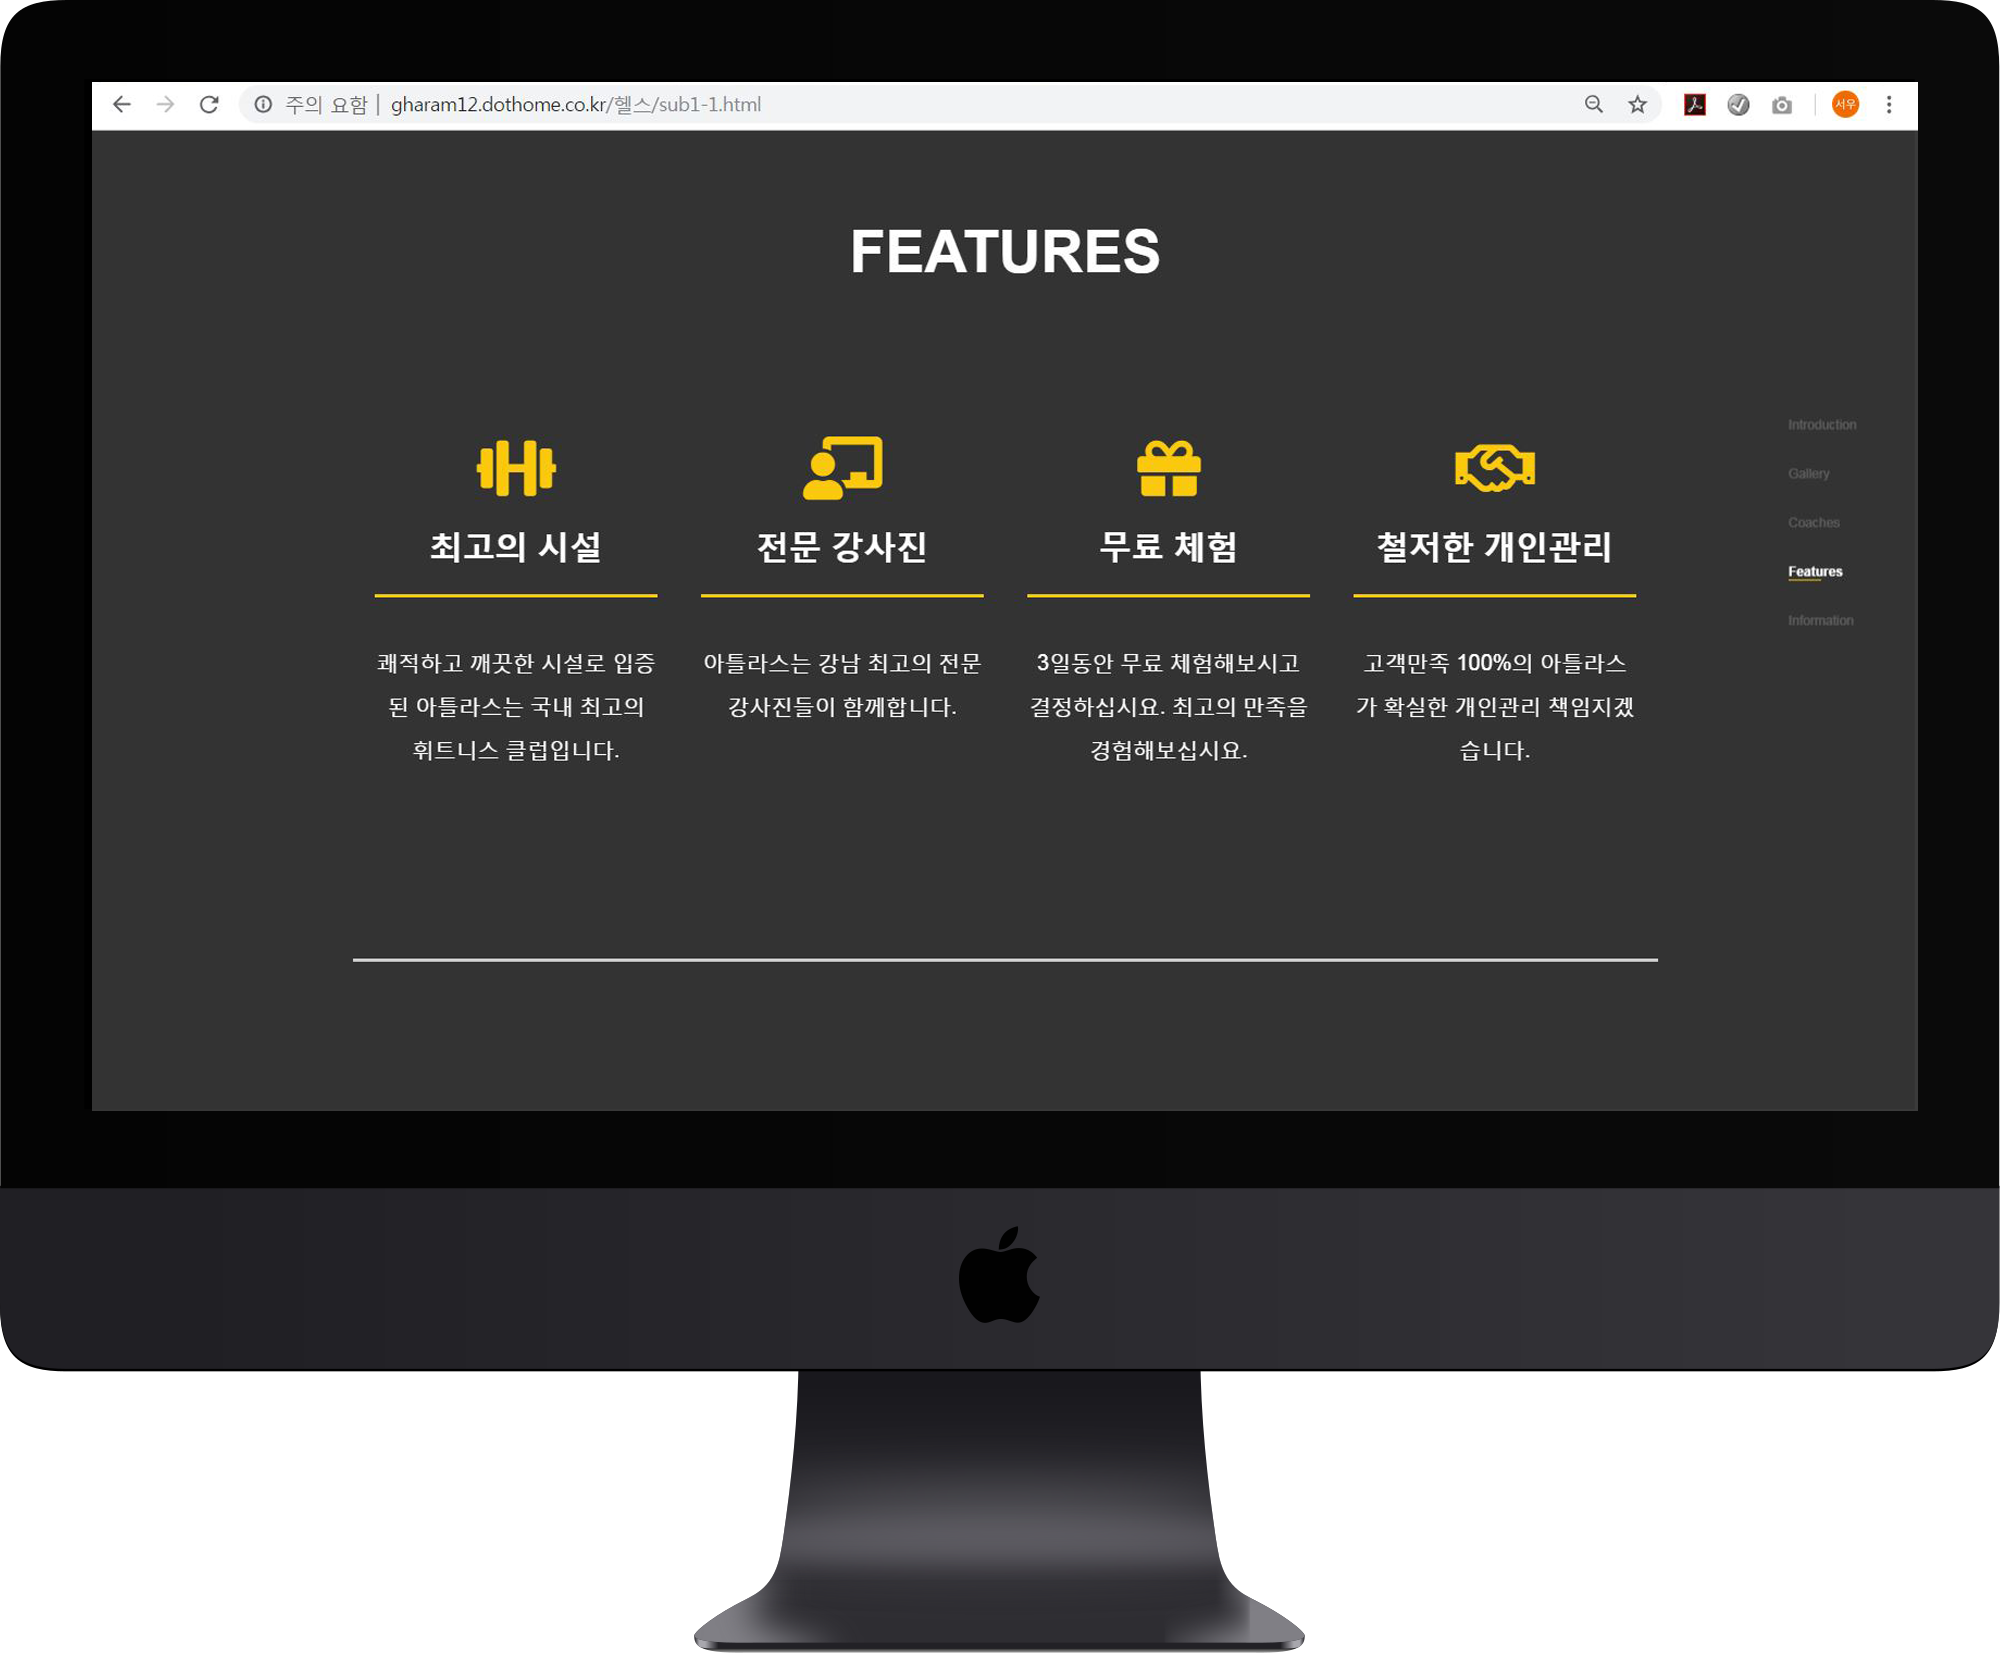 주의 요함 | gharam12.dothome.co.kr/헬스/sub1-1.html
서우
FEATURES
최고의 시설
쾌적하고 깨끗한 시설로 입증
된 아틀라스는 국내 최고의
휘트니스 클럽입니다.
전문 강사진
아틀라스는 강남 최고의 전문
강사진들이 함께합니다.
무료 체험
3일동안 무료 체험해보시고
결정하십시요. 최고의 만족을
경험해보십시요.
철저한 개인관리
고객만족 100%의 아틀라스
가 확실한 개인관리 책임지겠
습니다.
Introduction
Gallery
Coaches
Features
Information